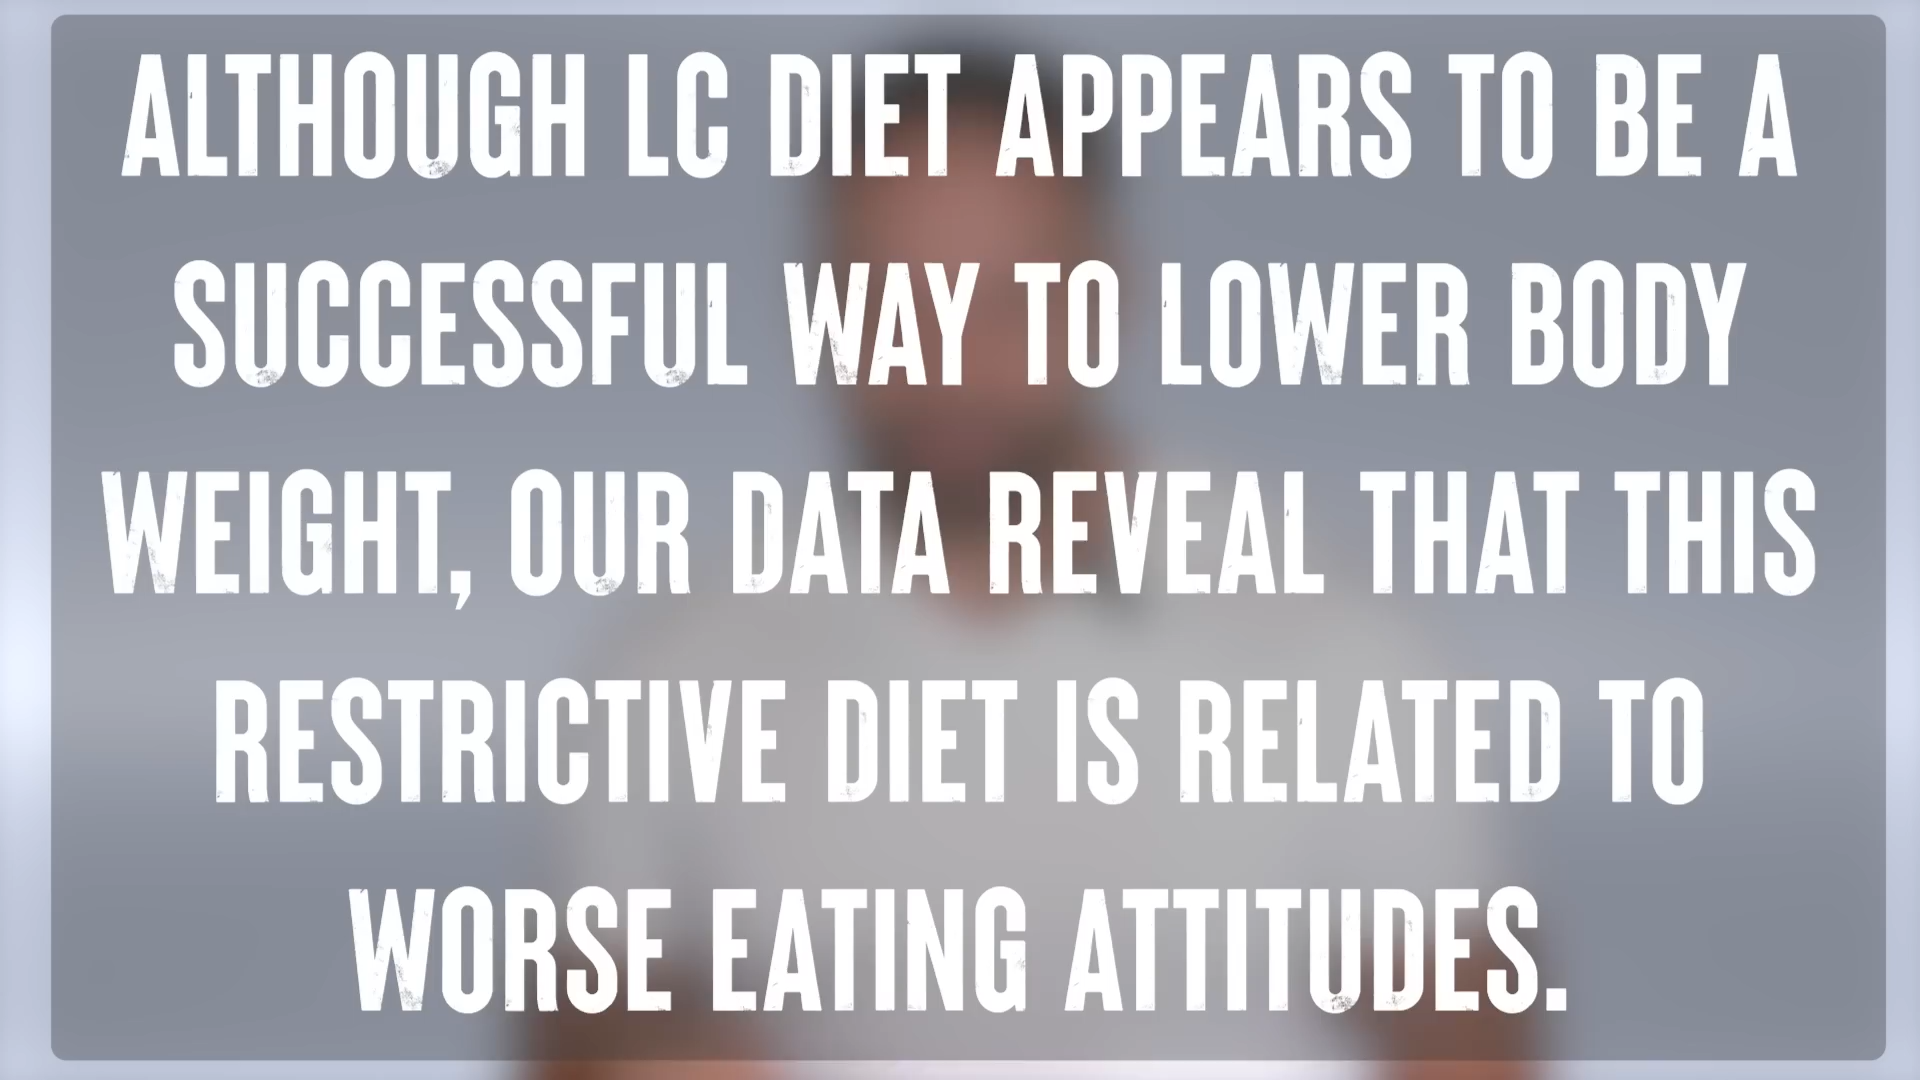 ALTHOUGH LC DIET APPEARS TO BE A
SUCCESSFUL WAY TO LOWER BODY
WEIGHT, OUR DATA REVEAL THAT THIS
RESTRICTIVE DIET IS RELATED TO
WORSE EATING ATTITUDES.